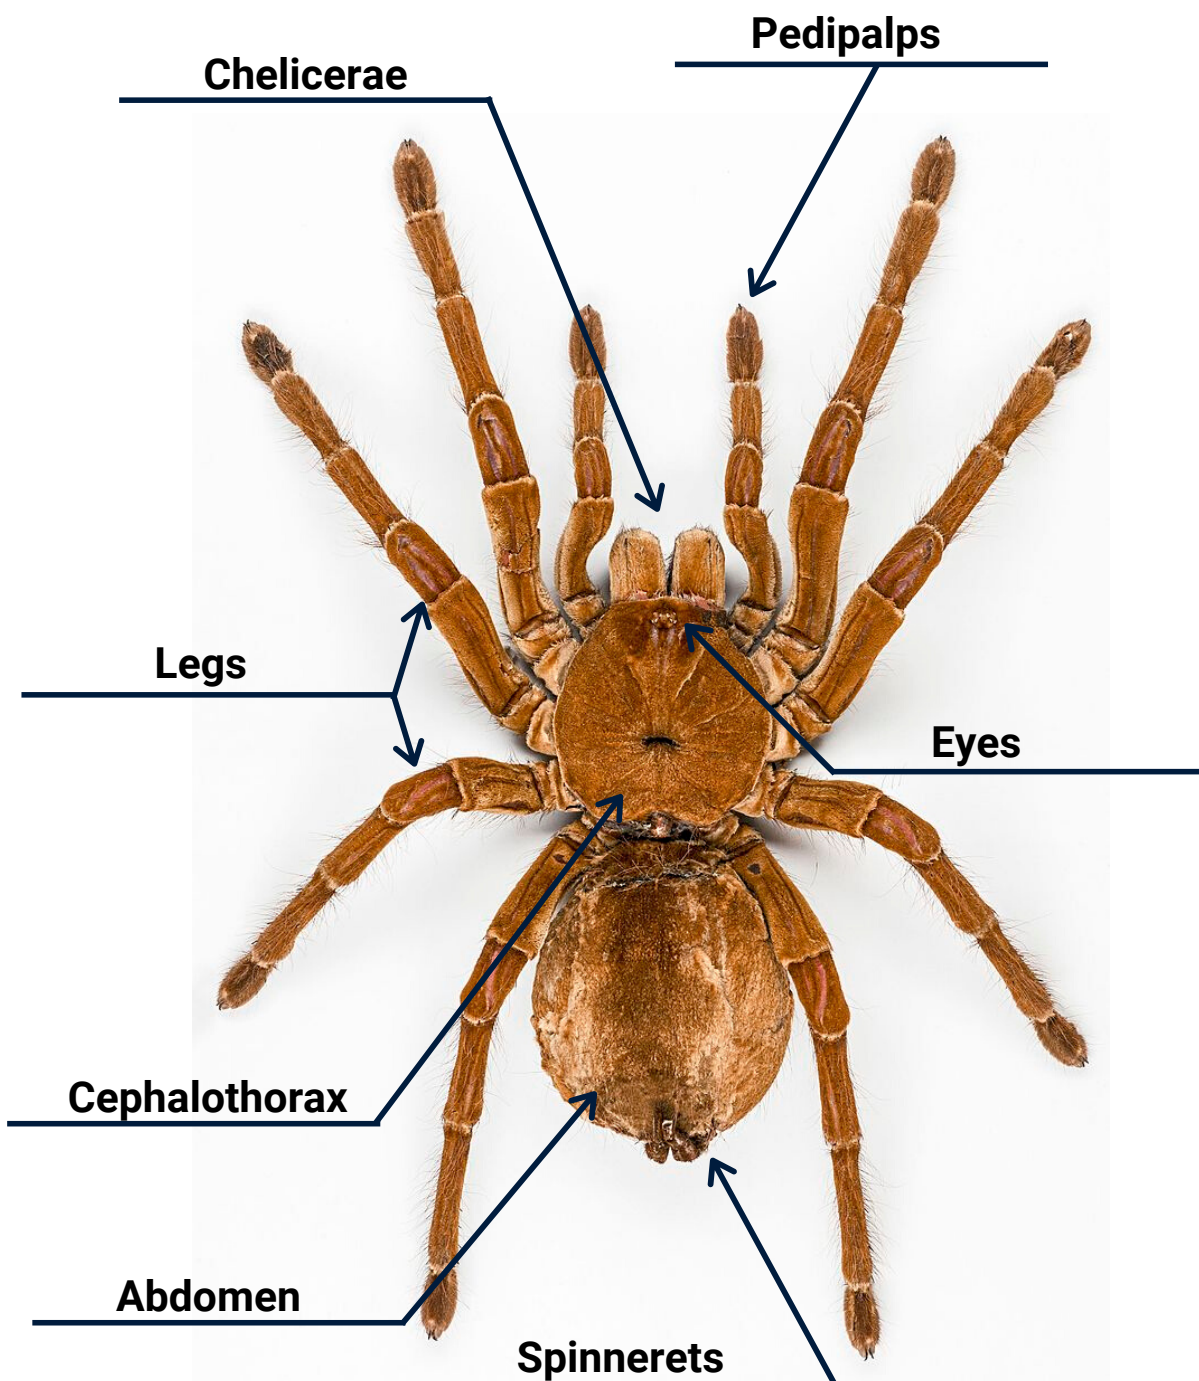 Pedipalps
Chelicerae
Legs
Eyes
Cephalothorax
Abdomen
Spinnerets